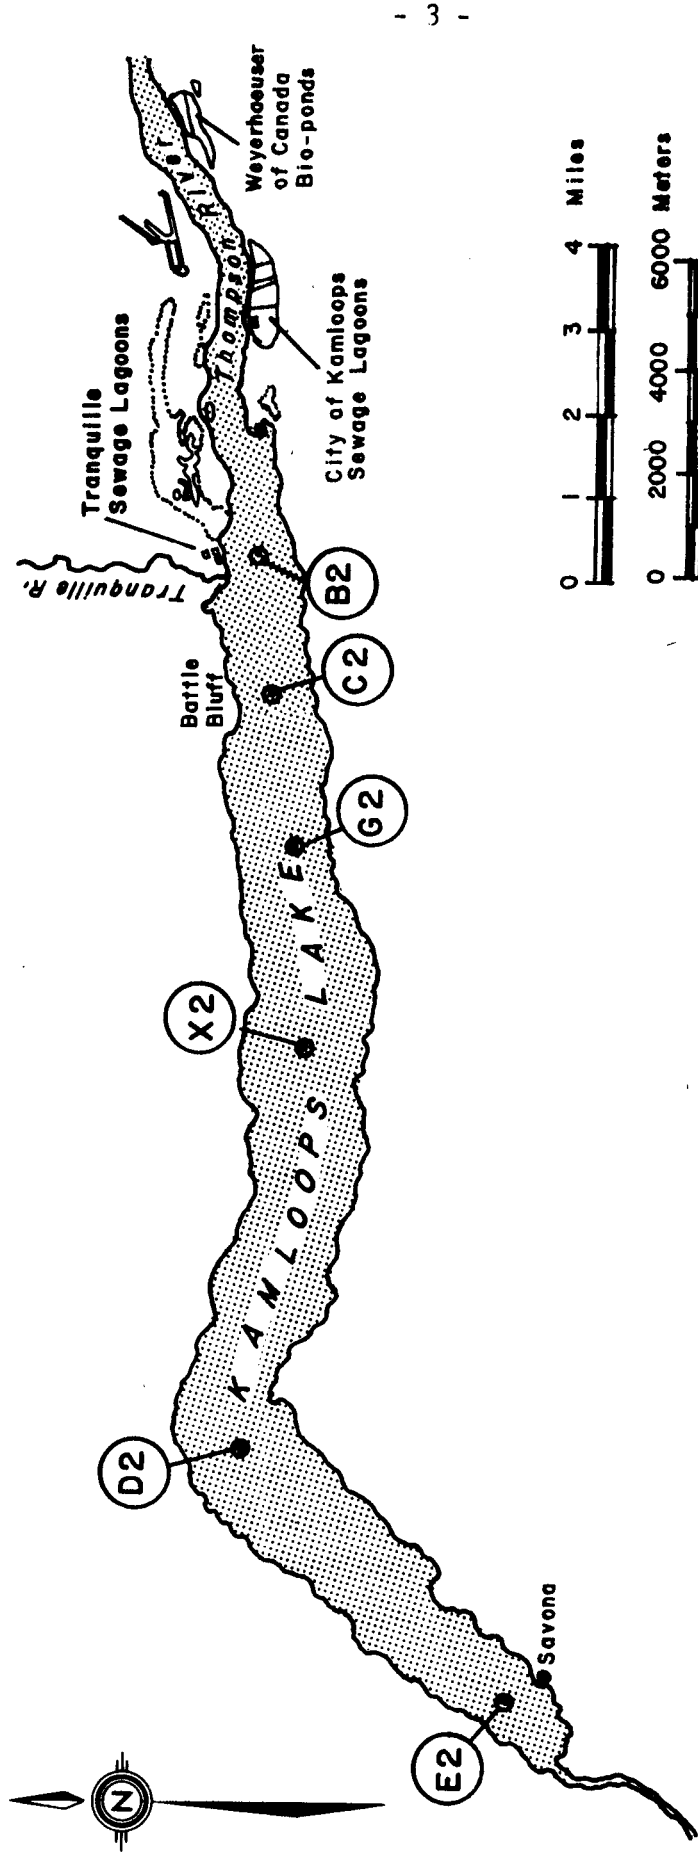 - 3 -
Weyerhaeuser
of Canada
Bio-ponds
Thompson River
Tranquille
Sewage Lagoons
City of Kamloops
Sewage Lagoons
Tranquille R.
Battle
Bluff
B2
C2
G2
X2
D2
E2
KAMLOOPS LAKE
Savona
N
0 1 2 3 4 Miles
0 2000 4000 6000 Meters